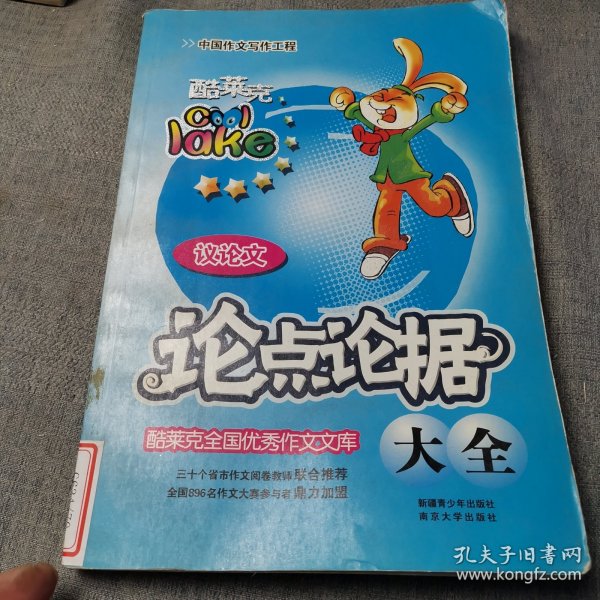 >>中国作文写作工程
酷莱克
Cool
lake
议论文
论点论据
大全
酷莱克全国优秀作文文库
三十个省市作文阅卷教师联合推荐
全国896名作文大赛参与者鼎力加盟
新疆青少年出版社
南京大学出版社
孔夫子旧书网
www.kongfz.com